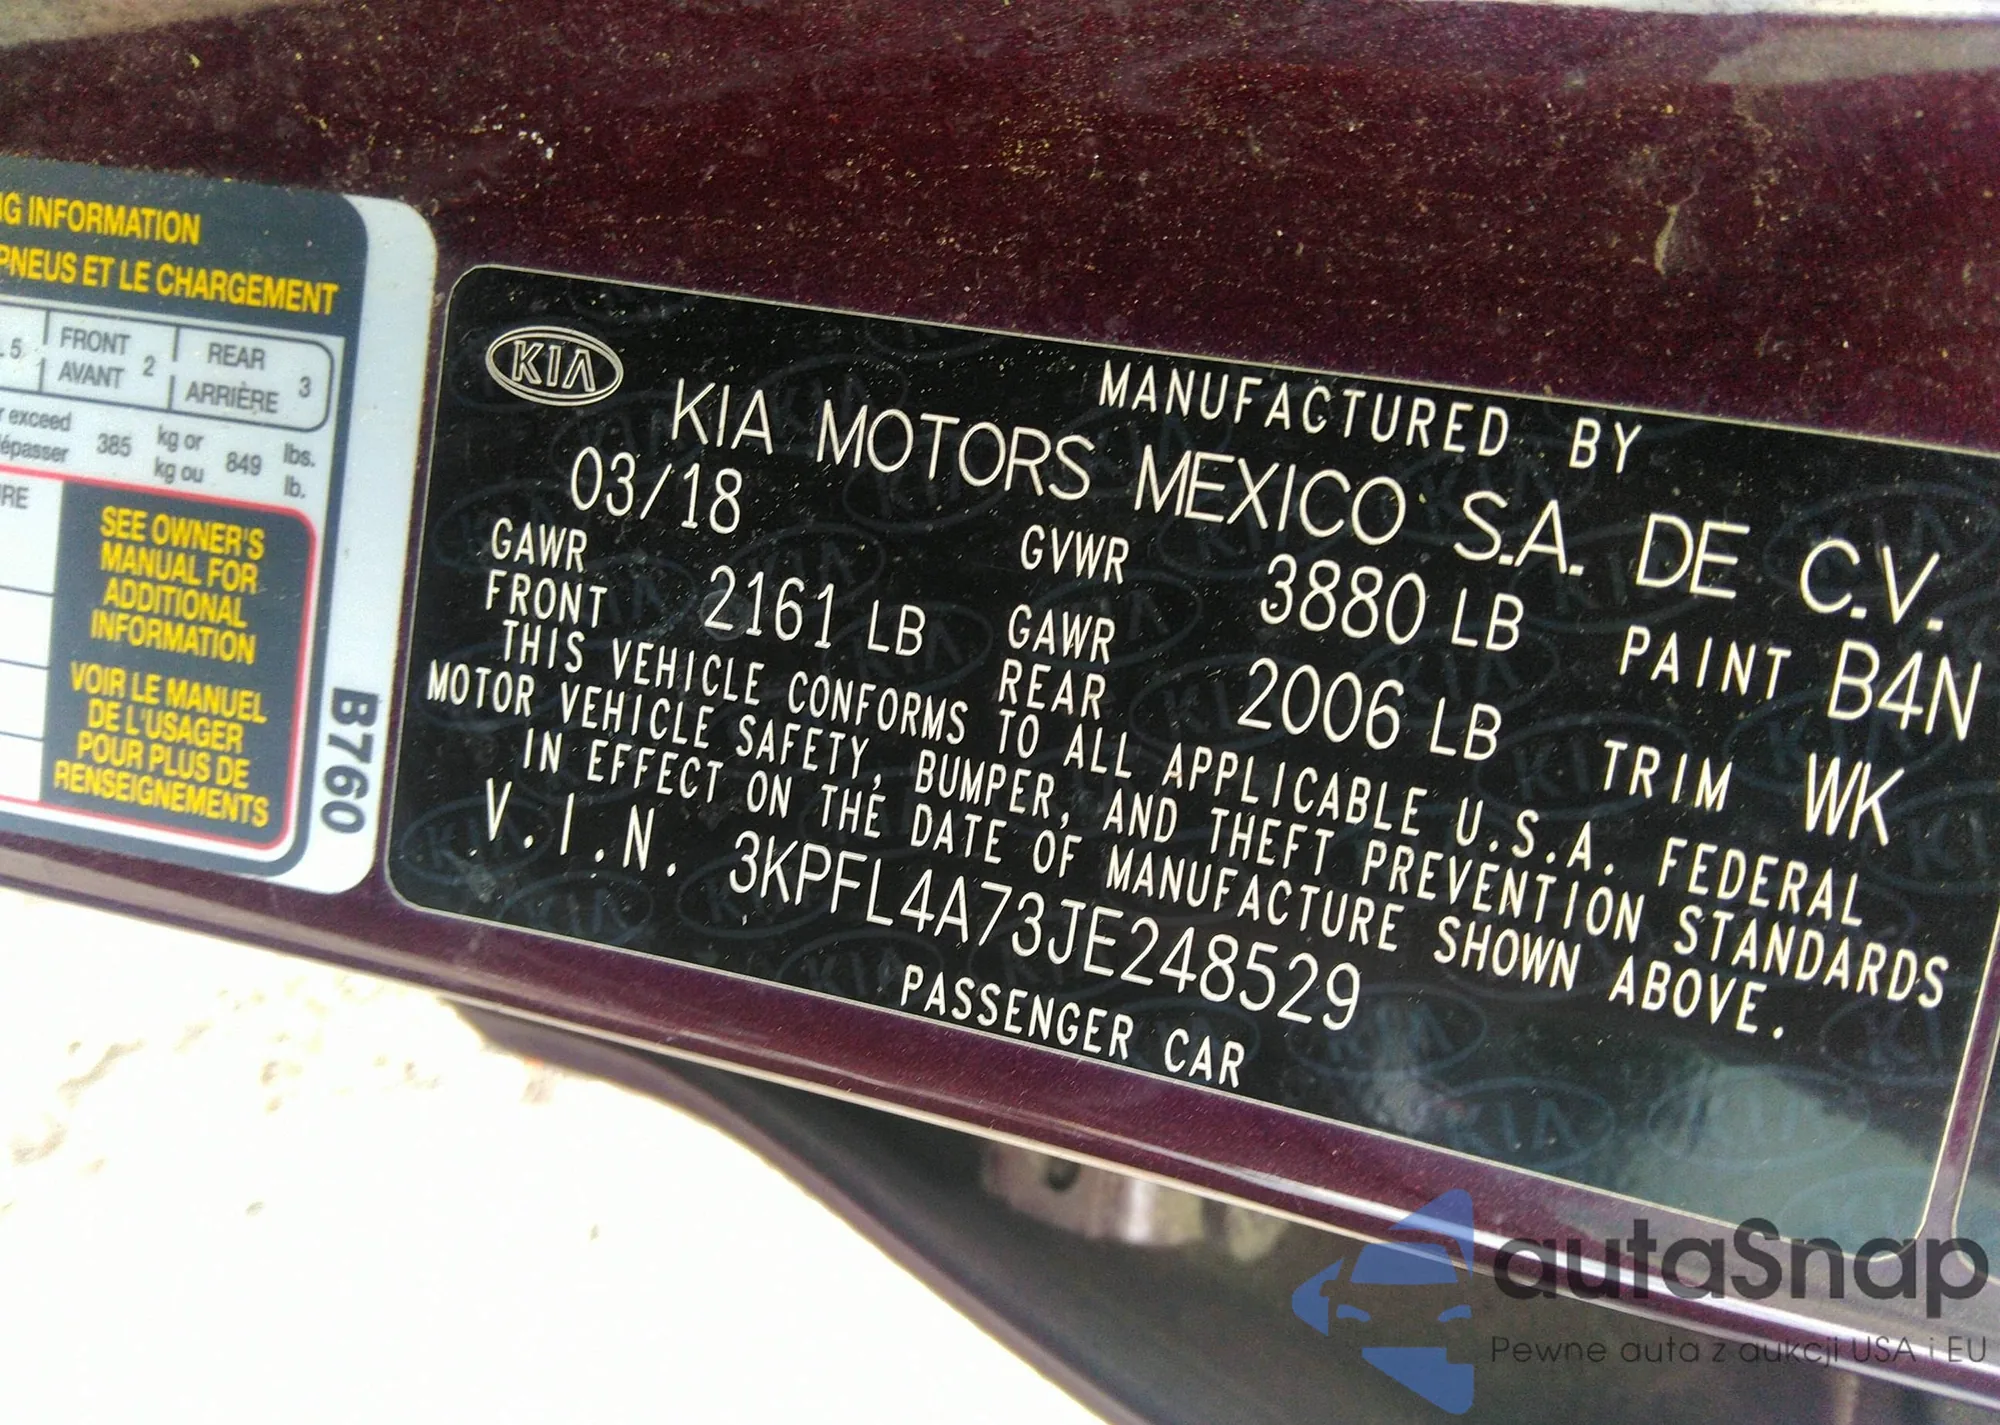 NG INFORMATION
PNEUS ET LE CHARGEMENT
5 FRONT 2 REAR 3
AVANT ARRIÈRE
exceed 385 kg or 849 lbs.
dépasser kg ou lb.
SEE OWNER'S
MANUAL FOR
ADDITIONAL
INFORMATION
VOIR LE MANUEL
DE L'USAGER
POUR PLUS DE
RENSEIGNEMENTS
B760
KIA
MANUFACTURED BY
KIA MOTORS MEXICO S.A. DE C.V.
03/18 GVWR 3880 LB PAINT B4N
GAWR FRONT 2161 LB GAWR REAR 2006 LB TRIM WK
THIS VEHICLE CONFORMS TO ALL APPLICABLE U.S.A. FEDERAL
MOTOR VEHICLE SAFETY, BUMPER, AND THEFT PREVENTION STANDARDS
IN EFFECT ON THE DATE OF MANUFACTURE SHOWN ABOVE.
V.I.N. 3KPFL4A73JE248529
PASSENGER CAR
autaSnap
Pewne auta z aukcji USA i EU